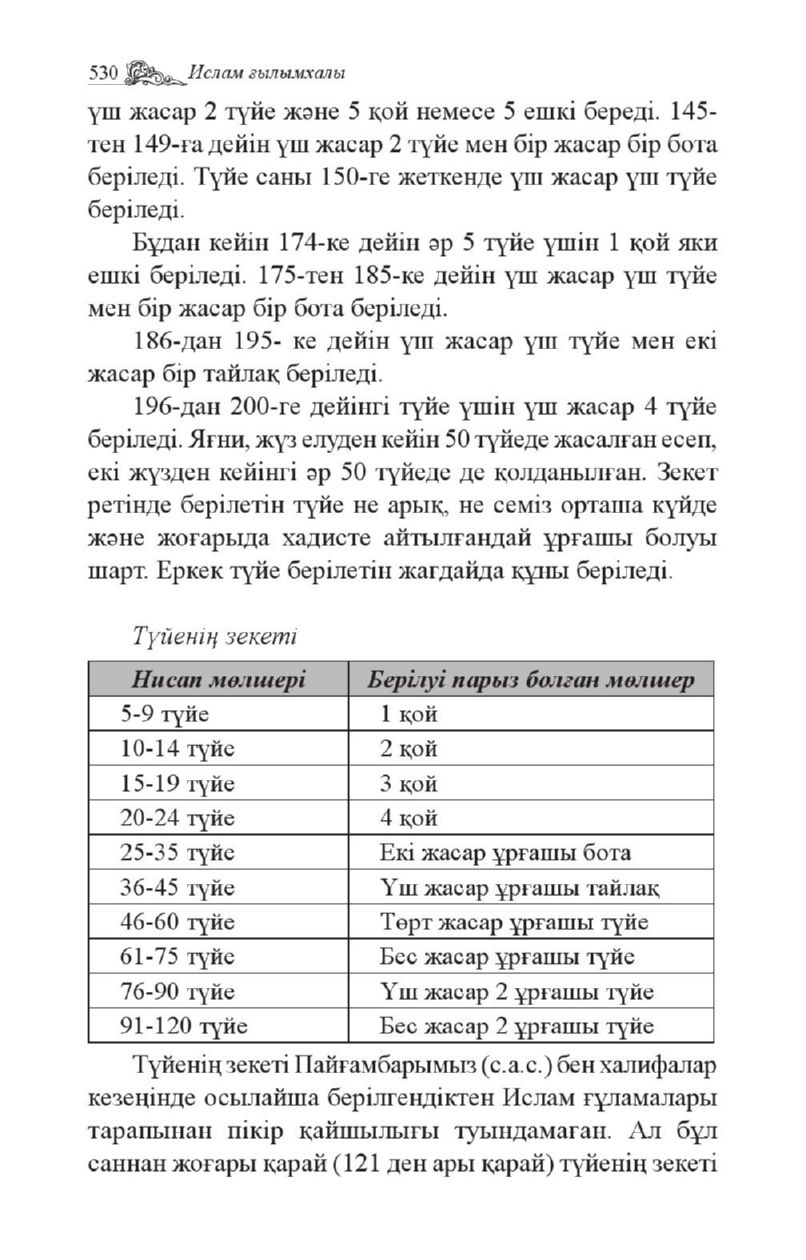 530 Ислам ғылымхалы
үш жасар 2 түйе және 5 қой немесе 5 ешкі береді. 145-
тен 149-ға дейін үш жасар 2 түйе мен бір жасар бір бота
беріледі. Түйе саны 150-ге жеткенде үш жасар үш түйе
беріледі.
Бұдан кейін 174-ке дейін әр 5 түйе үшін 1 қой яки
ешкі беріледі. 175-тен 185-ке дейін үш жасар үш түйе
мен бір жасар бір бота беріледі.
186-дан 195- ке дейін үш жасар үш түйе мен екі
жасар бір тайлақ беріледі.
196-дан 200-ге дейінгі түйе үшін үш жасар 4 түйе
беріледі. Яғни, жүз елуден кейін 50 түйеде жасалған есеп,
екі жүзден кейінгі әр 50 түйеде де қолданылған. Зекет
ретінде берілетін түйе не арық, не семіз орташа күйде
және жоғарыда хадисте айтылғандай ұрғашы болуы
шарт. Еркек түйе берілетін жағдайда құны беріледі.
Түйенің зекеті
Нисап мөлшері Берілуі парыз болған мөлшер
5-9 түйе 1 қой
10-14 түйе 2 қой
15-19 түйе 3 қой
20-24 түйе 4 қой
25-35 түйе Екі жасар ұрғашы бота
36-45 түйе Үш жасар ұрғашы тайлақ
46-60 түйе Төрт жасар ұрғашы түйе
61-75 түйе Бес жасар ұрғашы түйе
76-90 түйе Үш жасар 2 ұрғашы түйе
91-120 түйе Бес жасар 2 ұрғашы түйе
Түйенің зекеті Пайғамбарымыз (с.а.с.) бен халифалар
кезеңінде осылайша берілгендіктен Ислам ғұламалары
тарапынан пікір қайшылығы туындамаған. Ал бұл
саннан жоғары қарай (121 ден ары қарай) түйенің зекеті